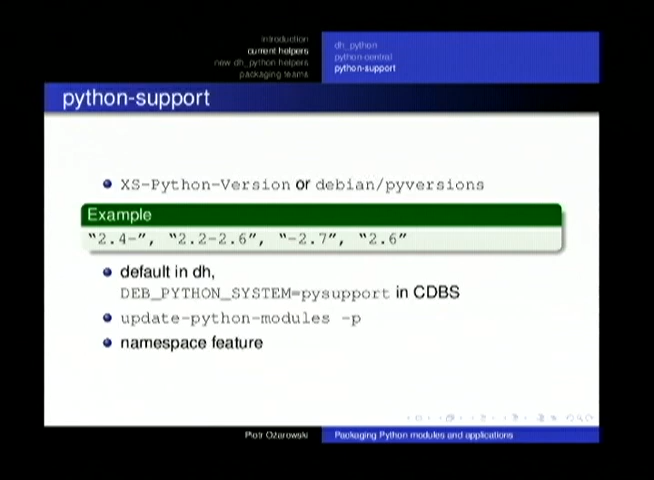 introduction
current helpers
new dh_python helpers
packaging teams
dh_python
python-central
python-support
python-support
XS-Python-Version or debian/pyversions
Example
"2.4-", "2.2-2.6", "-2.7", "2.6"
default in dh,
DEB_PYTHON_SYSTEM=pysupport in CDBS
update-python-modules -p
namespace feature
Piotr Ożarowski
Packaging Python modules and applications